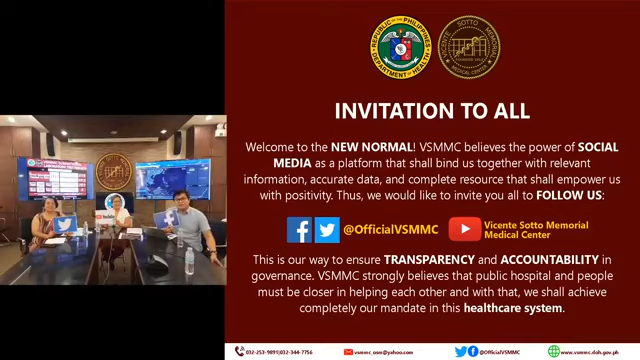 REPUBLIC OF THE PHILIPPINES
DEPARTMENT OF HEALTH
VICENTE SOTTO MEMORIAL
MEDICAL CENTER
INVITATION TO ALL
Welcome to the NEW NORMAL! VSMMC believes the power of SOCIAL
MEDIA as a platform that shall bind us together with relevant
information, accurate data, and complete resource that shall empower us
with positivity. Thus, we would like to invite you all to FOLLOW US:
@OfficialVSMMC
Vicente Sotto Memorial
Medical Center
This is our way to ensure TRANSPARENCY and ACCOUNTABILITY in
governance. VSMMC strongly believes that public hospital and people
must be closer in helping each other and with that, we shall achieve
completely our mandate in this healthcare system.
032-253-9891|032-344-7756
vsmmc_osm@yahoo.com
@OfficialVSMMC
www.vsmmc.doh.gov.ph
YouTube